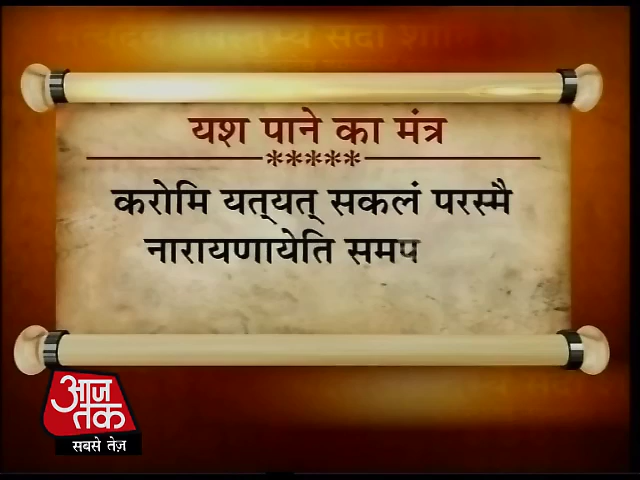 यश पाने का मंत्र
*****
करोमि यत्‌यत् सकलं परस्मै
नारायणायेति समप
आज
तक
सबसे तेज़